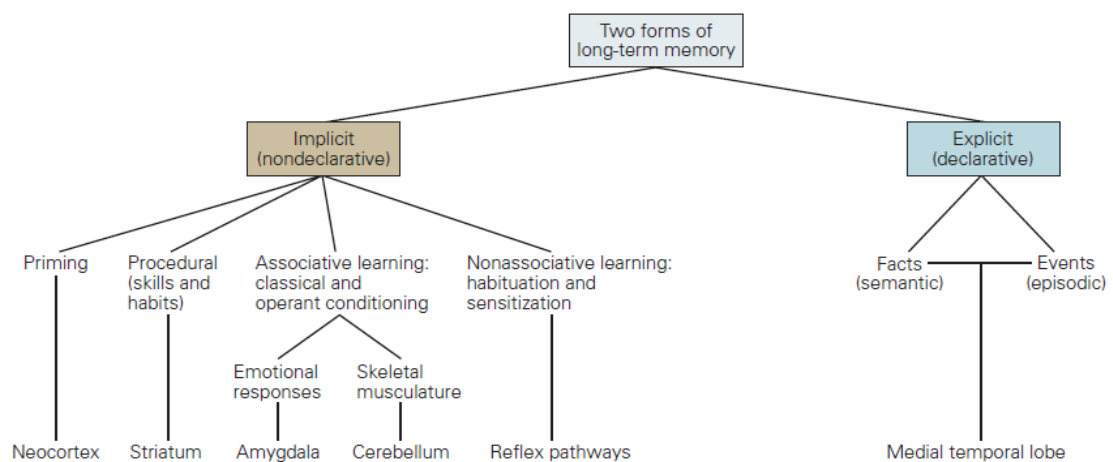 Two forms of
long-term memory
Implicit
(nondeclarative)
Explicit
(declarative)
Priming
Procedural
(skills and
habits)
Associative learning:
classical and
operant conditioning
Nonassociative learning:
habituation and
sensitization
Facts
(semantic)
Events
(episodic)
Emotional
responses
Skeletal
musculature
Neocortex
Striatum
Amygdala
Cerebellum
Reflex pathways
Medial temporal lobe